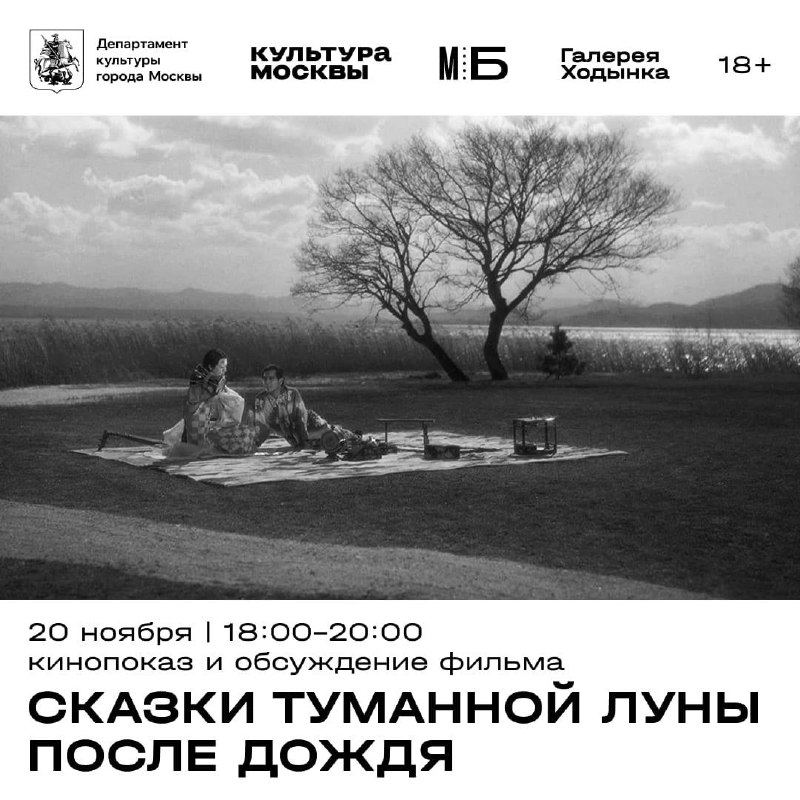 Департамент
культуры
города Москвы
КУЛЬТУРА
МОСКВЫ
М Б
Галерея
Ходынка
18+
20 ноября | 18:00–20:00
кинопоказ и обсуждение фильма
СКАЗКИ ТУМАННОЙ ЛУНЫ
ПОСЛЕ ДОЖДЯ